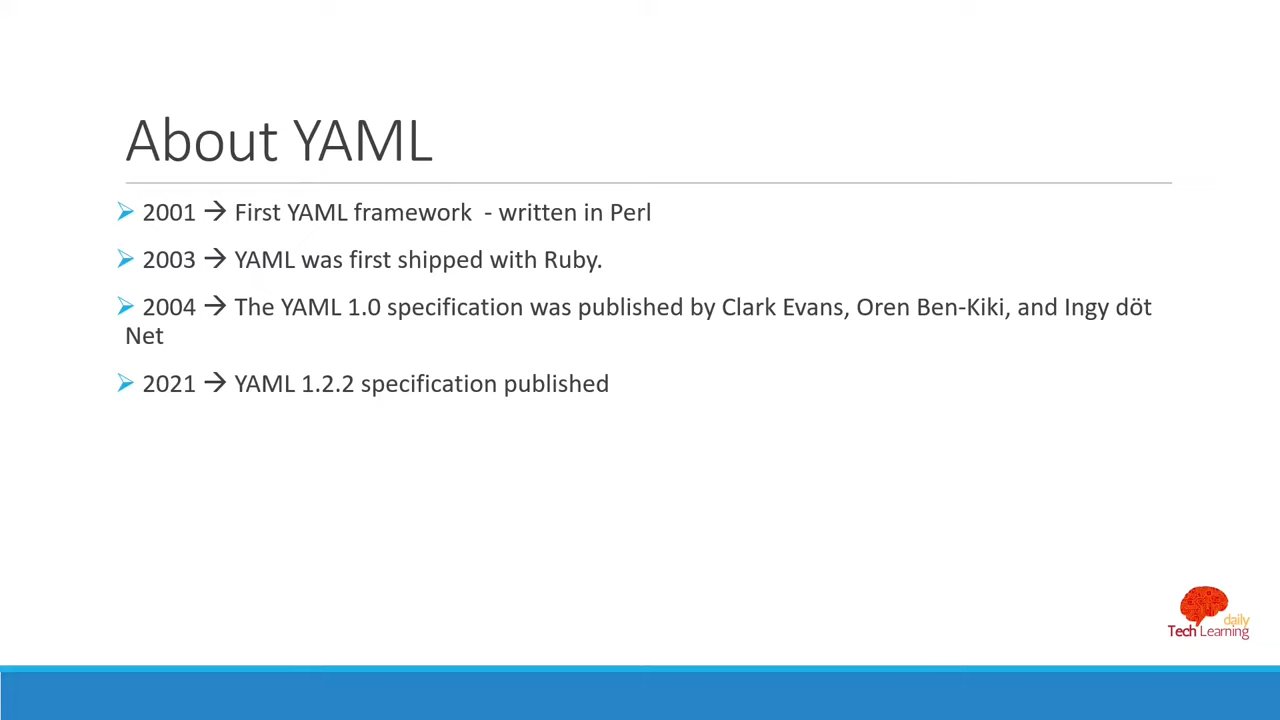 About YAML
➢ 2001 → First YAML framework - written in Perl
➢ 2003 → YAML was first shipped with Ruby.
➢ 2004 → The YAML 1.0 specification was published by Clark Evans, Oren Ben-Kiki, and Ingy döt
Net
➢ 2021 → YAML 1.2.2 specification published
daily
Tech Learning